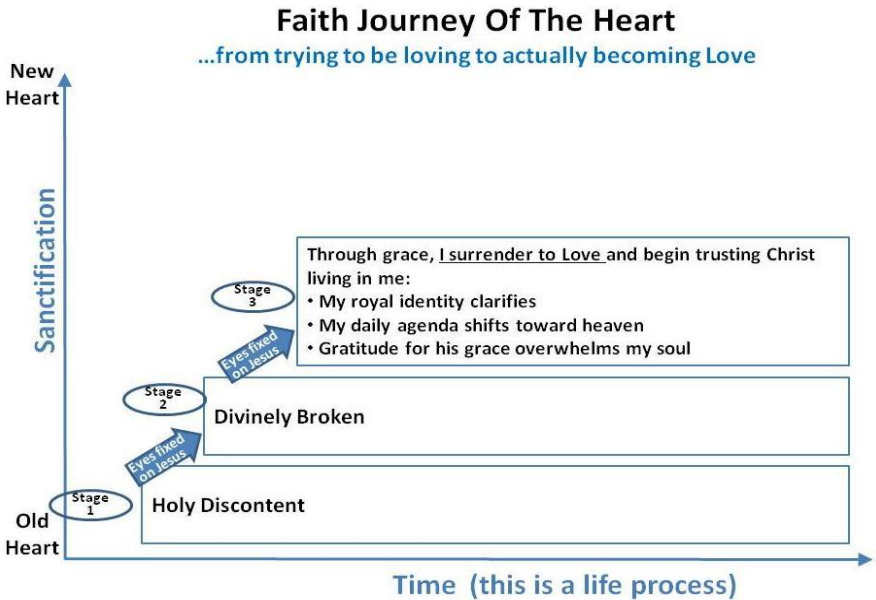 Faith Journey Of The Heart
...from trying to be loving to actually becoming Love
New
Heart
Sanctification
Through grace, I surrender to Love and begin trusting Christ
living in me:
• My royal identity clarifies
• My daily agenda shifts toward heaven
• Gratitude for his grace overwhelms my soul
Stage
3
Eyes fixed
on Jesus
Stage
2
Divinely Broken
Eyes fixed
on Jesus
Stage
1
Holy Discontent
Old
Heart
Time (this is a life process)